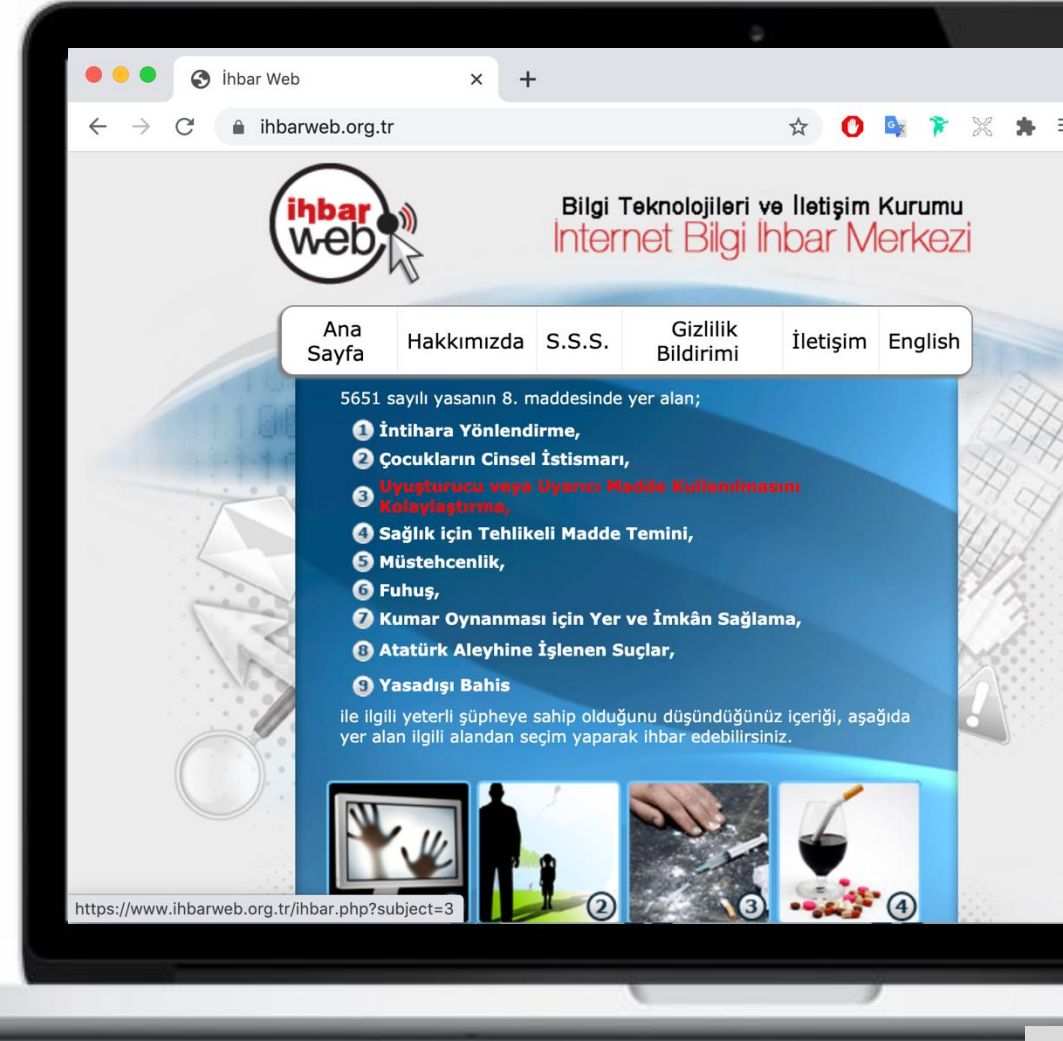 İhbar Web
ihbarweb.org.tr
ihbar
web
Bilgi Teknolojileri ve İletişim Kurumu
İnternet Bilgi İhbar Merkezi
Ana
Sayfa
Hakkımızda
S.S.S.
Gizlilik
Bildirimi
İletişim
English
5651 sayılı yasanın 8. maddesinde yer alan;
1 İntihara Yönlendirme,
2 Çocukların Cinsel İstismarı,
3 Uyuşturucu veya Uyarıcı Madde Kullanılmasını
Kolaylaştırma,
4 Sağlık için Tehlikeli Madde Temini,
5 Müstehcenlik,
6 Fuhuş,
7 Kumar Oynanması için Yer ve İmkân Sağlama,
8 Atatürk Aleyhine İşlenen Suçlar,
9 Yasadışı Bahis
ile ilgili yeterli şüpheye sahip olduğunu düşündüğünüz içeriği, aşağıda
yer alan ilgili alandan seçim yaparak ihbar edebilirsiniz.
2
3
4
https://www.ihbarweb.org.tr/ihbar.php?subject=3